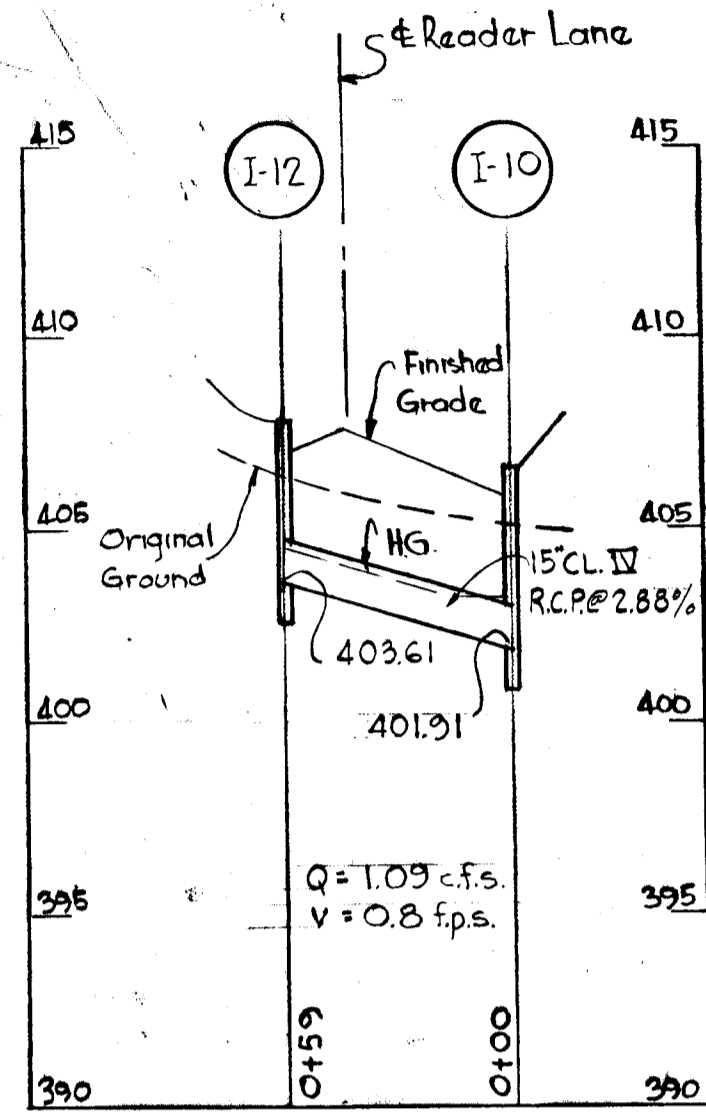 ℄ Reader Lane
415
415
I-12
I-10
410
410
Finished
Grade
405
405
Original
Ground
HG.
15" CL. IV
R.C.P. @ 2.88%
403.61
401.91
400
400
Q = 1.09 c.f.s.
V = 0.8 f.p.s.
395
395
0+59
0+00
390
390